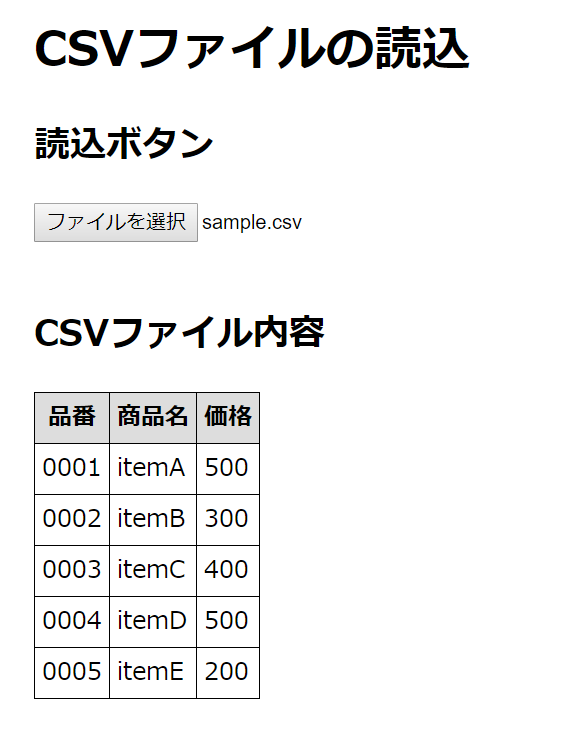 CSVファイルの読込
読込ボタン
ファイルを選択 sample.csv
CSVファイル内容
品番 商品名 価格
0001 itemA 500
0002 itemB 300
0003 itemC 400
0004 itemD 500
0005 itemE 200